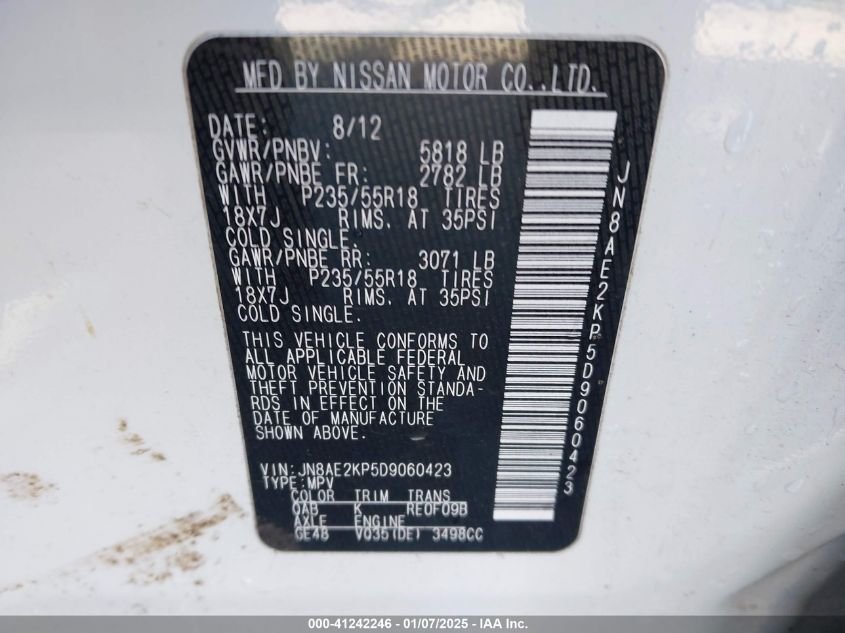 MFD BY NISSAN MOTOR CO.,LTD.
DATE: 8/12
GVWR/PNBV: 5818 LB
GAWR/PNBE FR: 2782 LB
WITH P235/55R18 TIRES
18X7J RIMS. AT 35PSI
COLD SINGLE.
GAWR/PNBE RR: 3071 LB
WITH P235/55R18 TIRES
18X7J RIMS. AT 35PSI
COLD SINGLE.
THIS VEHICLE CONFORMS TO
ALL APPLICABLE FEDERAL
MOTOR VEHICLE SAFETY AND
THEFT PREVENTION STANDA-
RDS IN EFFECT ON THE
DATE OF MANUFACTURE
SHOWN ABOVE.
VIN: JN8AE2KP5D9060423
TYPE: MPV
COLOR TRIM TRANS
QAB K RE0F09B
AXLE ENGINE
GE48 VQ35(DE) 3498CC
JN8AE2KP5D9060423
000-41242246 - 01/07/2025 - IAA Inc.